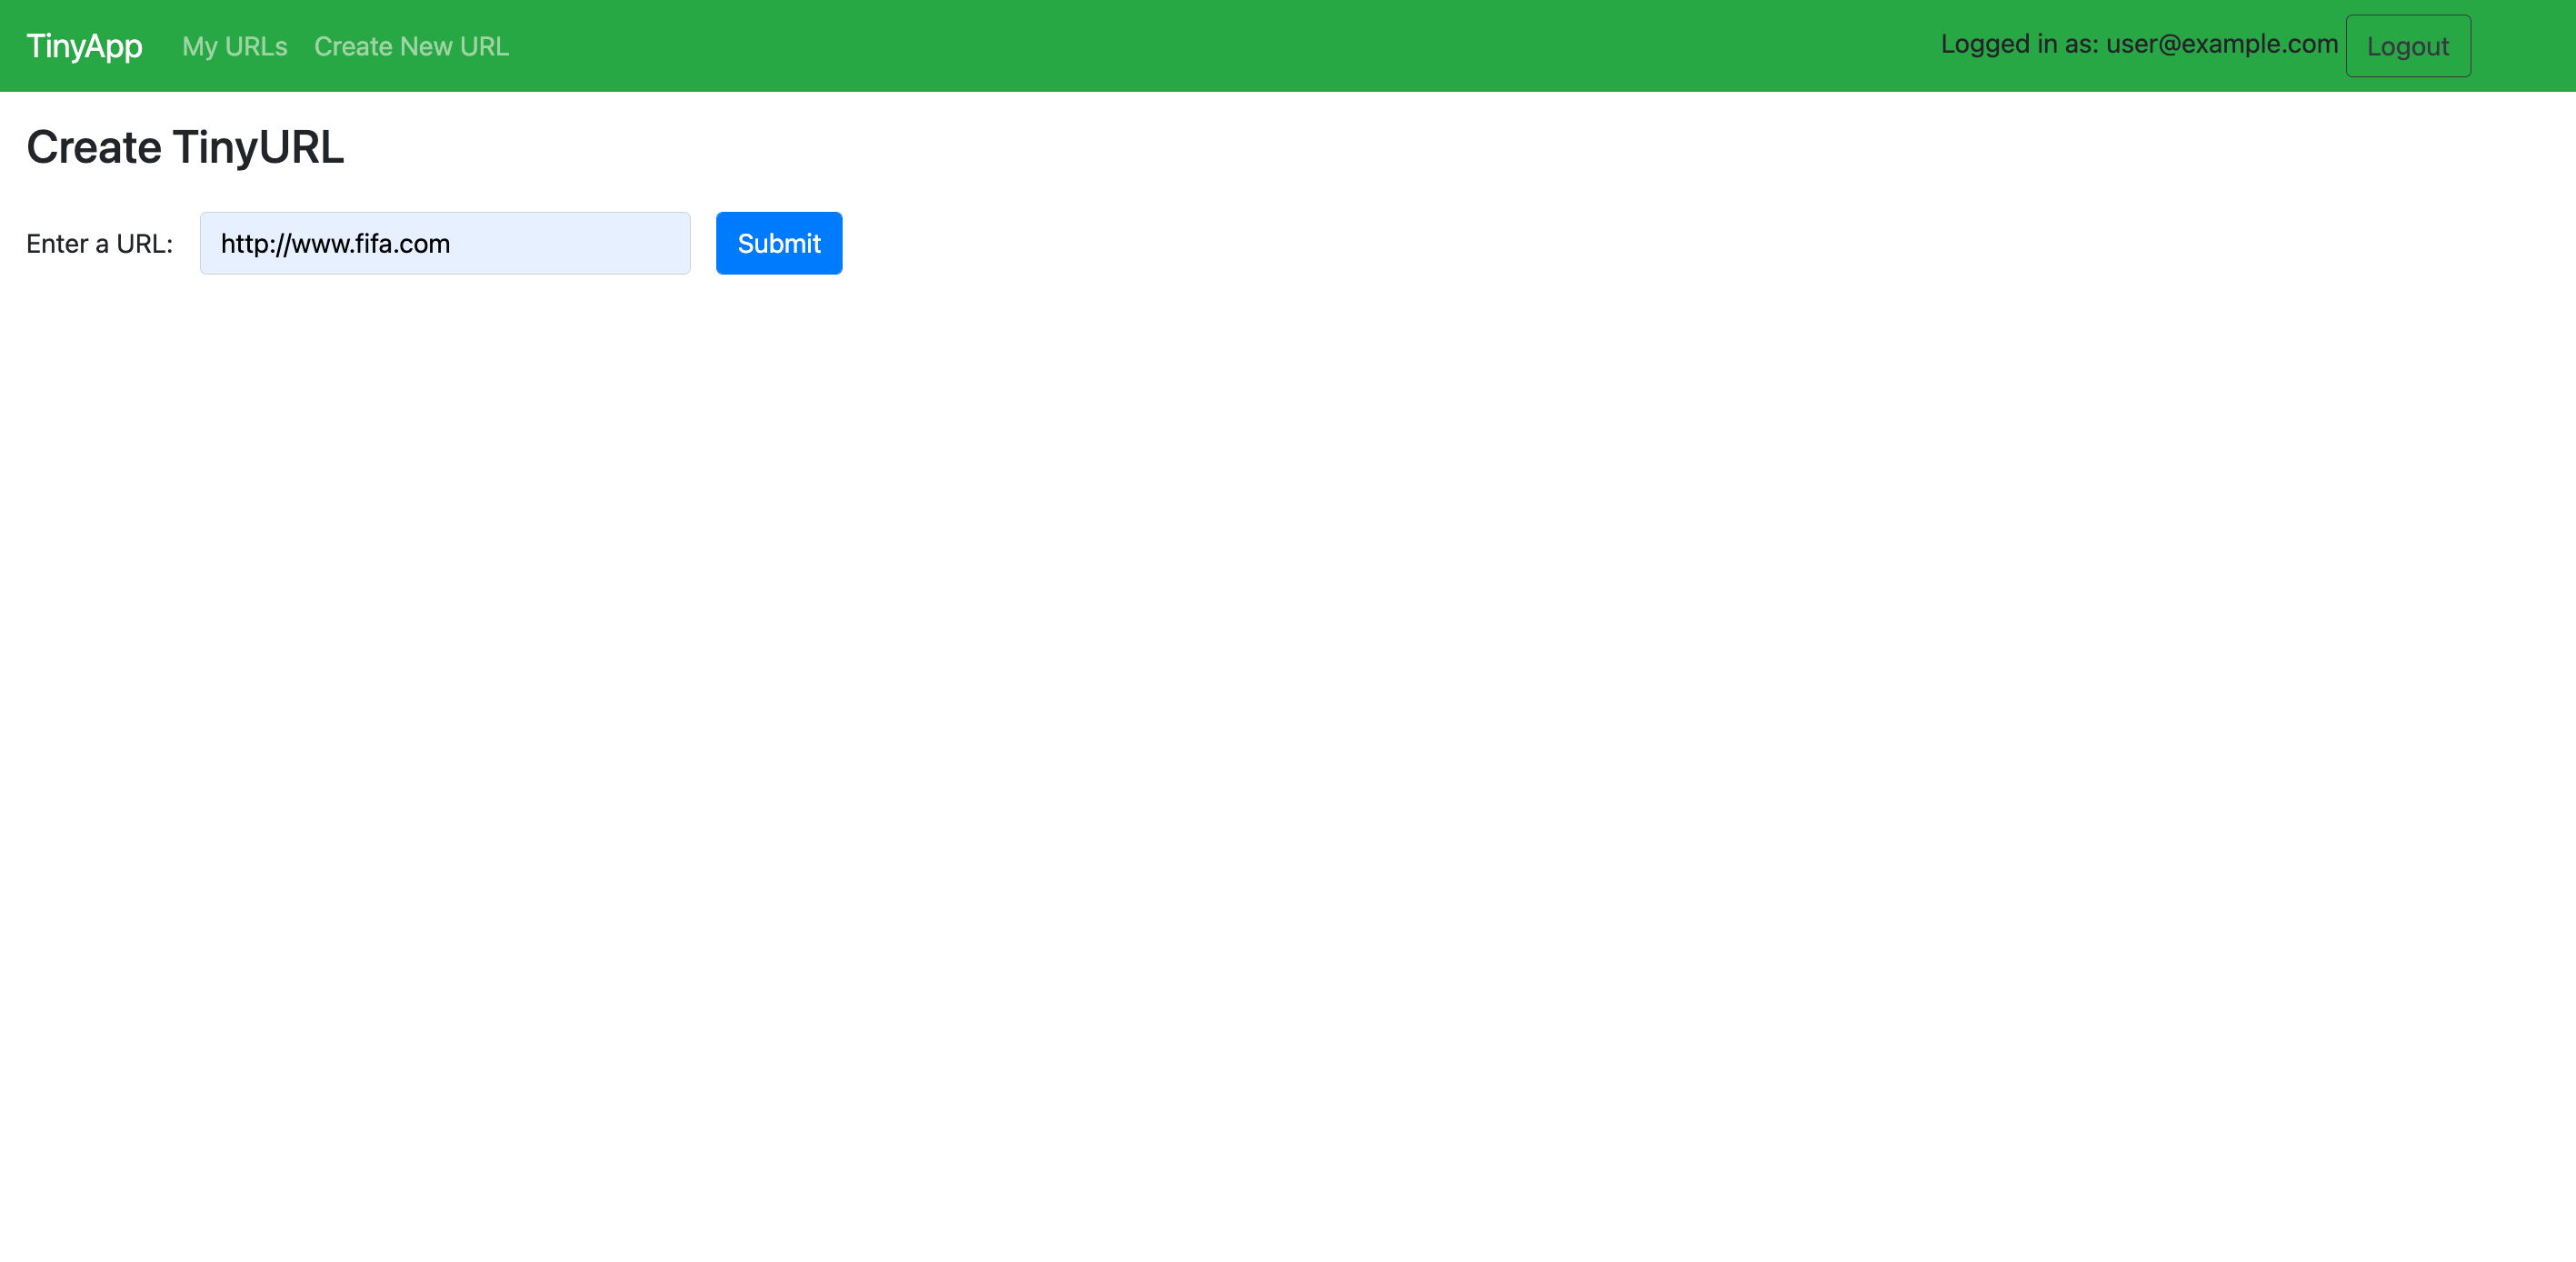 TinyApp My URLs Create New URL Logged in as: user@example.com Logout
Create TinyURL
Enter a URL: http://www.fifa.com Submit